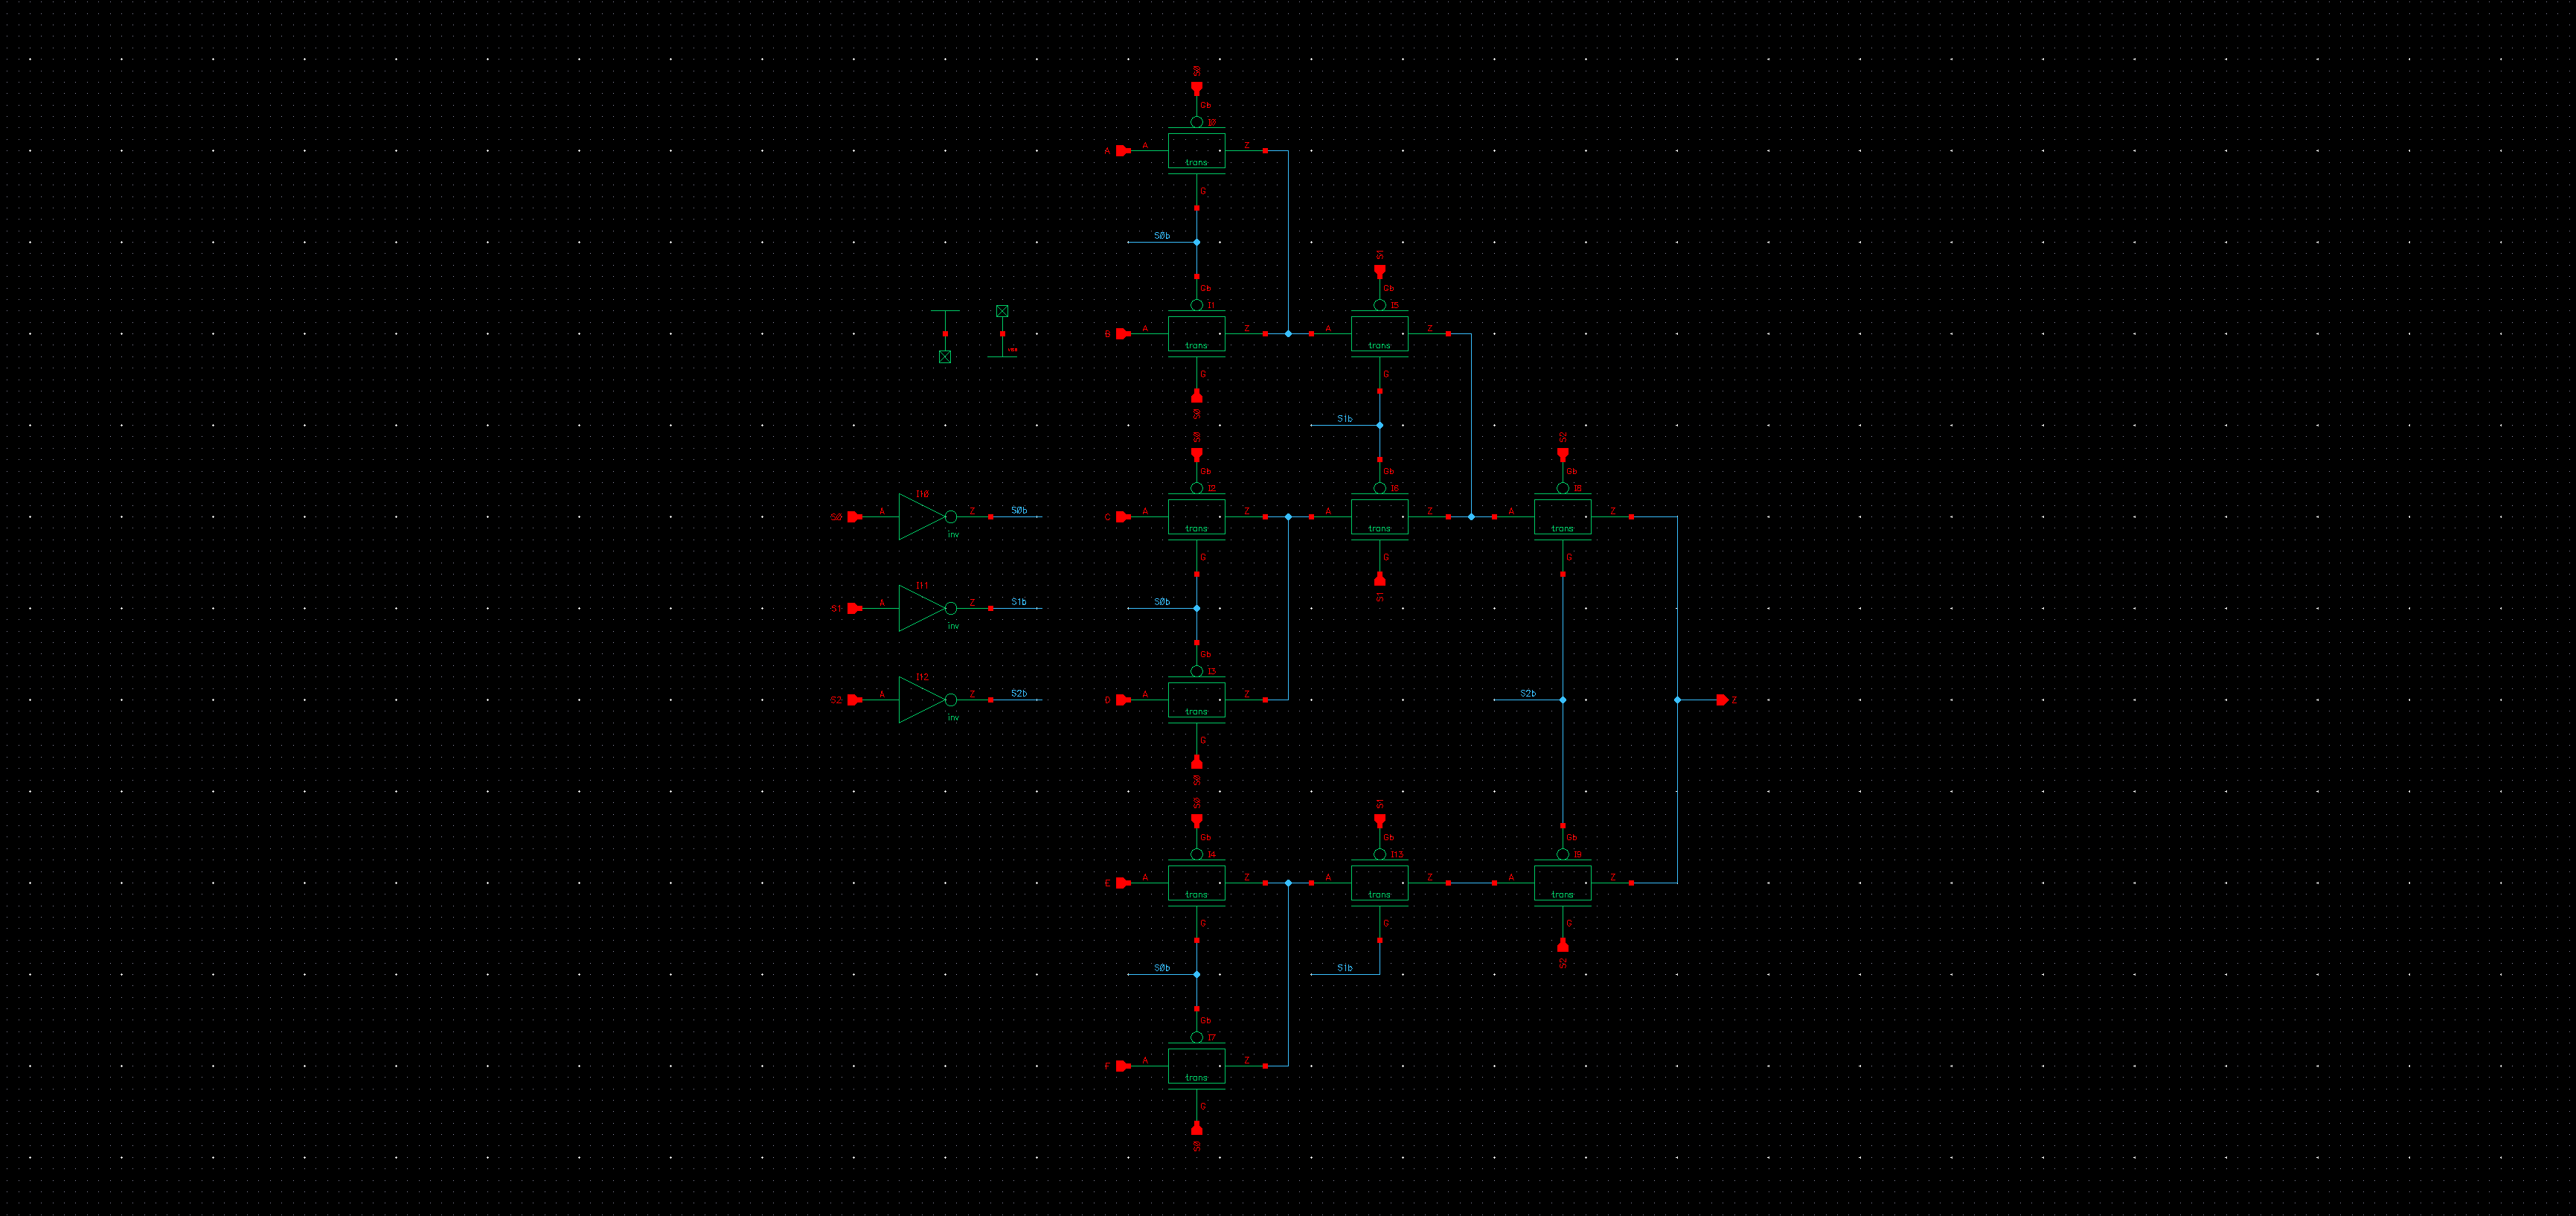 S0
Gb
I0
A A Z
trans
G
S0b
S1
Gb Gb
I1 I5
B A Z A Z
trans trans
G G
S0 S1b
S0 S2
Gb Gb Gb
I10 I2 I6 I8
S0 A Z S0b C A Z A Z A Z
inv trans trans trans
G G G
I11 S1
S1 A Z S1b S0b
inv
Gb
I12 I3
S2 A Z S2b D A Z S2b Z
inv trans
G
S0
S0 S1
Gb Gb Gb
I4 I13 I9
E A Z A Z A Z
trans trans trans
G G G
S0b S1b S2
Gb
I7
F A Z
trans
G
S0